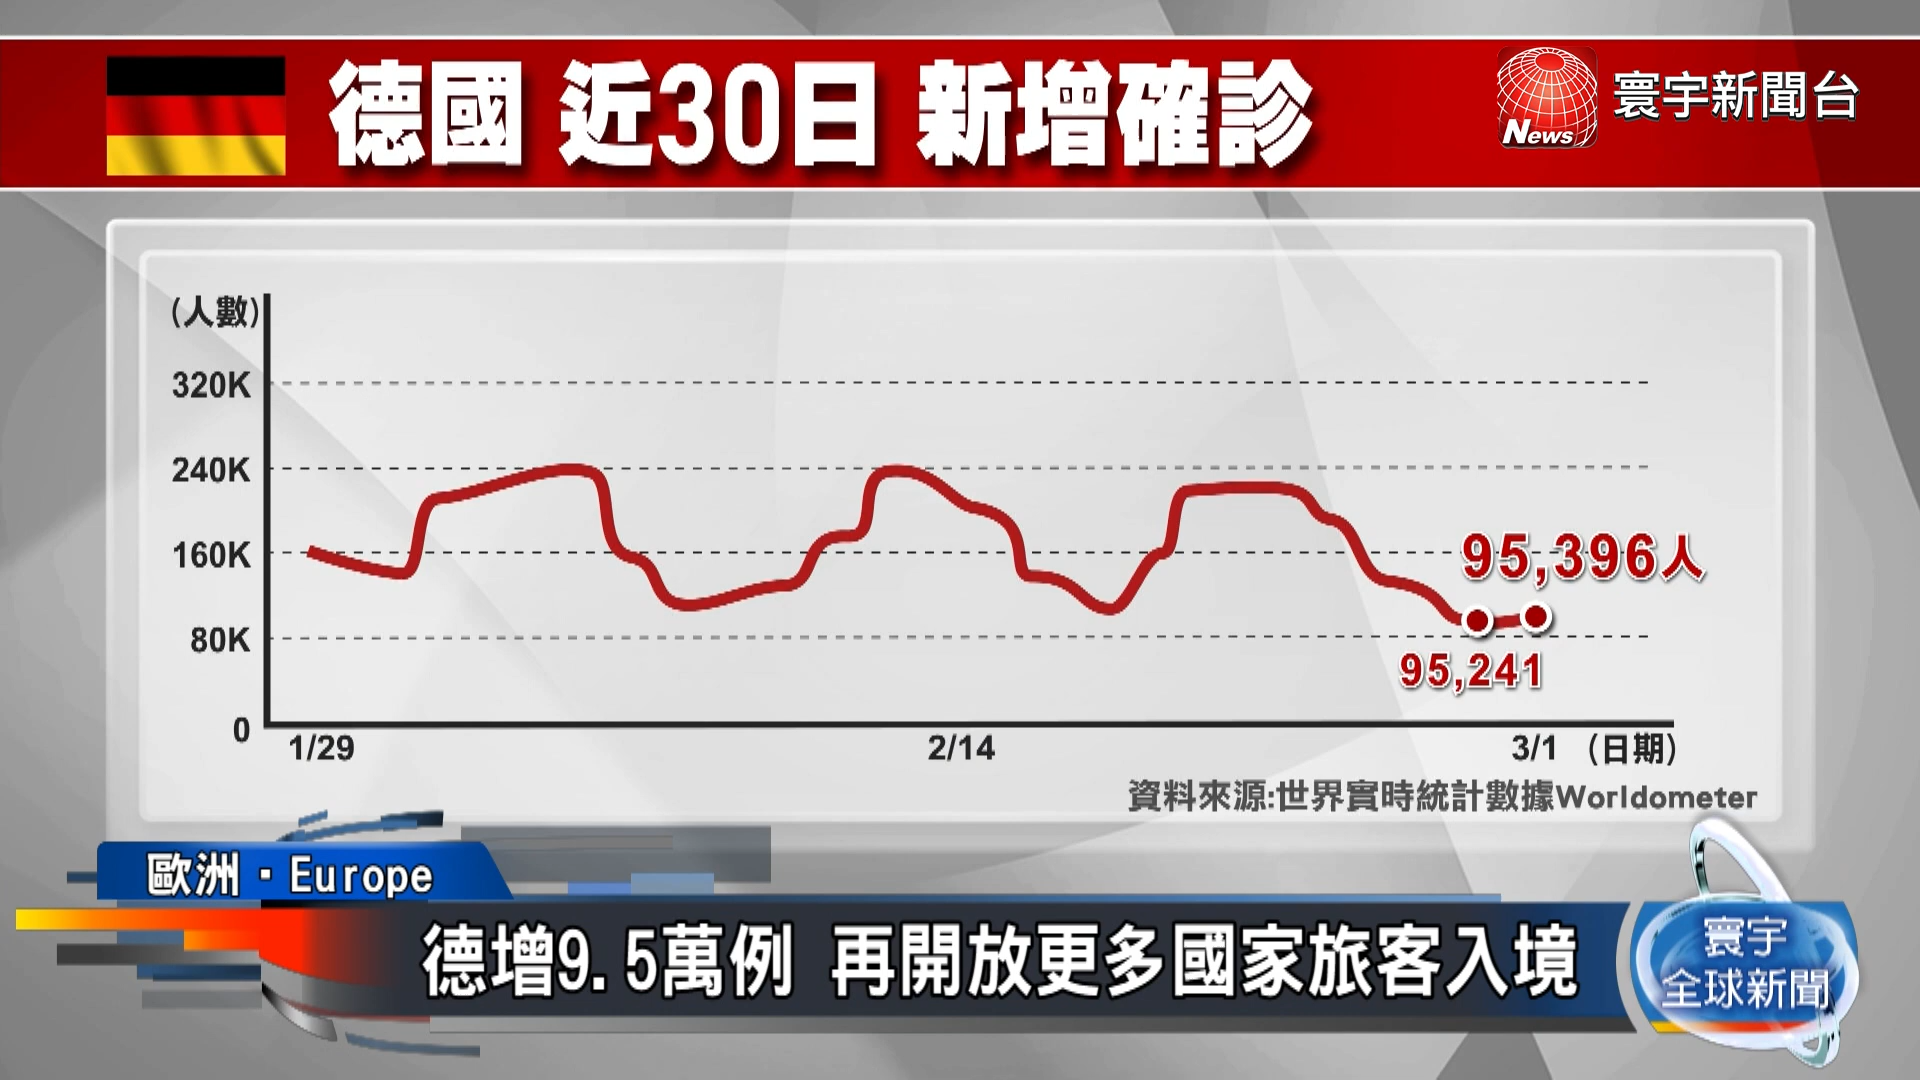 德國 近30日 新增確診
News
寰宇新聞台
(人數)
320K
240K
160K
80K
0
95,396人
95,241
1/29
2/14
3/1
(日期)
資料來源:世界實時統計數據Worldometer
歐洲·Europe
德增9.5萬例 再開放更多國家旅客入境
寰宇
全球新聞